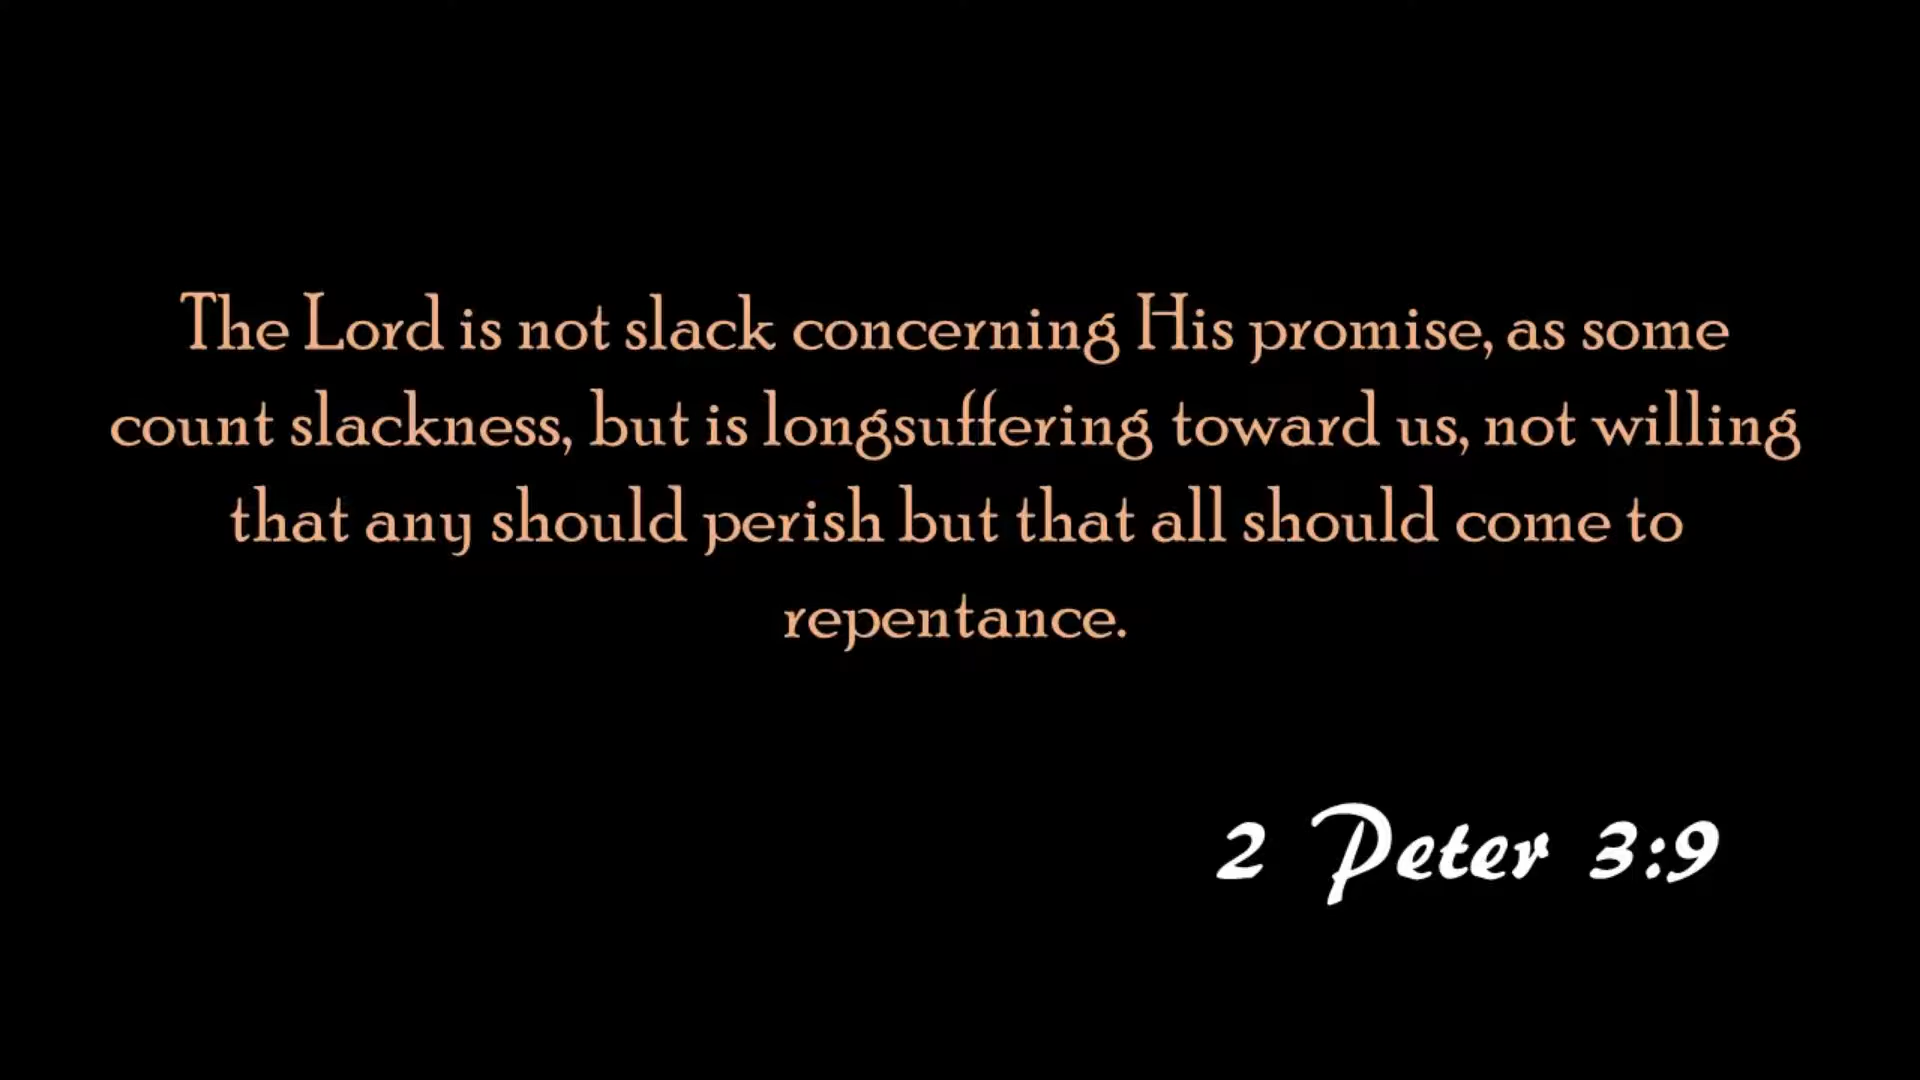 The Lord is not slack concerning His promise, as some
count slackness, but is longsuffering toward us, not willing
that any should perish but that all should come to
repentance.
2 Peter 3:9